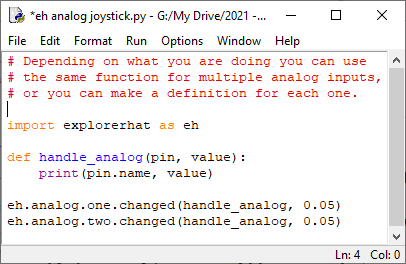 *eh analog joystick.py - G:/My Drive/2021 -...
File Edit Format Run Options Window Help
# Depending on what you are doing you can use
# the same function for multiple analog inputs,
# or you can make a definition for each one.
import explorerhat as eh
def handle_analog(pin, value):
    print(pin.name, value)
eh.analog.one.changed(handle_analog, 0.05)
eh.analog.two.changed(handle_analog, 0.05)
Ln: 4 Col: 0